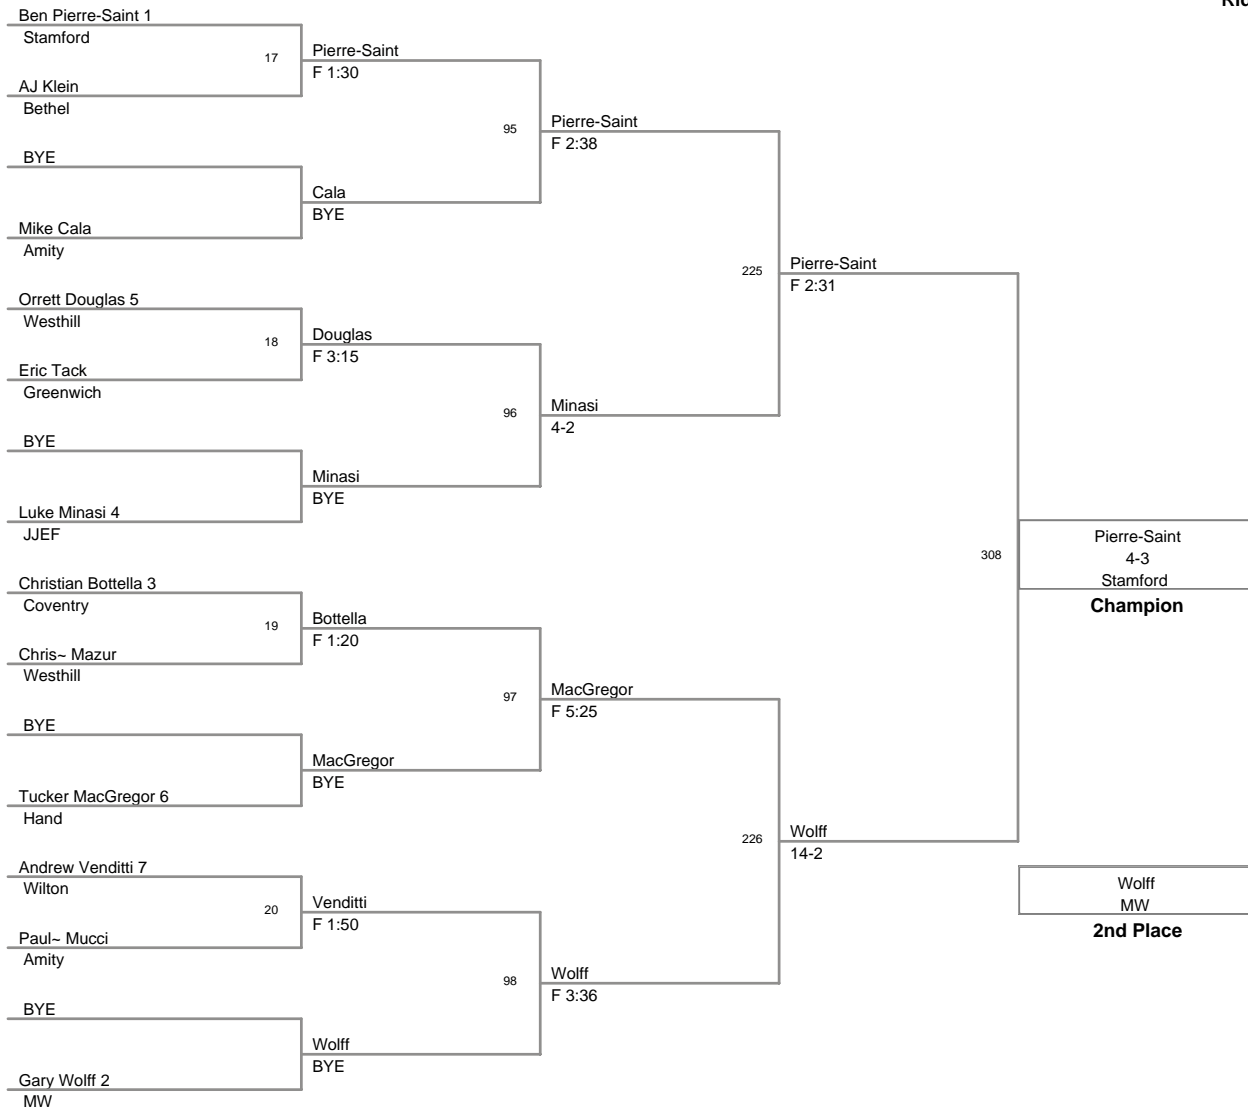 Ben Pierre-Saint 1
Stamford
17
AJ Klein
Bethel
BYE
Mike Cala
Amity
Orrett Douglas 5
Westhill
18
Eric Tack
Greenwich
BYE
Luke Minasi 4
JJEF
Christian Bottella 3
Coventry
19
Chris~ Mazur
Westhill
BYE
Tucker MacGregor 6
Hand
Andrew Venditti 7
Wilton
20
Paul~ Mucci
Amity
BYE
Gary Wolff 2
MW
Pierre-Saint
F 1:30
95
Cala
BYE
Douglas
F 3:15
96
Minasi
BYE
Bottella
F 1:20
97
MacGregor
BYE
Venditti
F 1:50
98
Wolff
BYE
Pierre-Saint
F 2:38
225
Minasi
4-2
MacGregor
F 5:25
226
Wolff
F 3:36
Pierre-Saint
F 2:31
308
Wolff
14-2
Pierre-Saint
4-3
Stamford
Champion
Wolff
MW
2nd Place